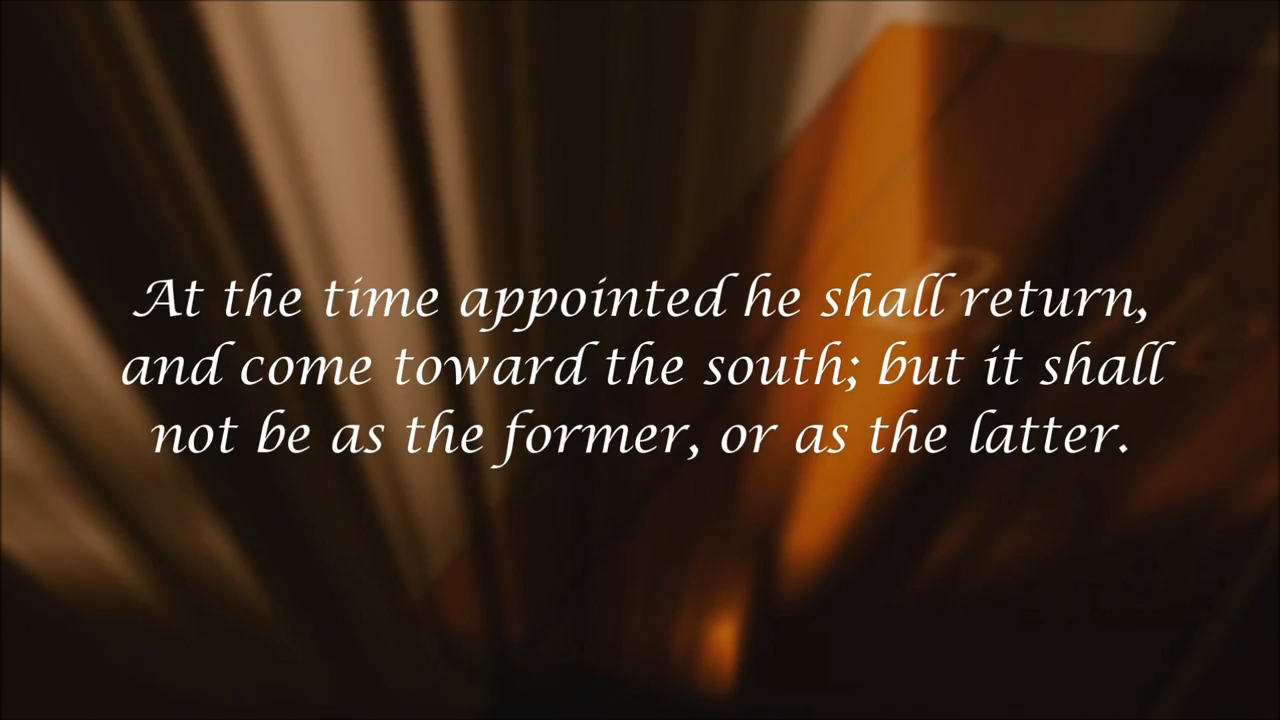 At the time appointed he shall return,
and come toward the south; but it shall
not be as the former, or as the latter.